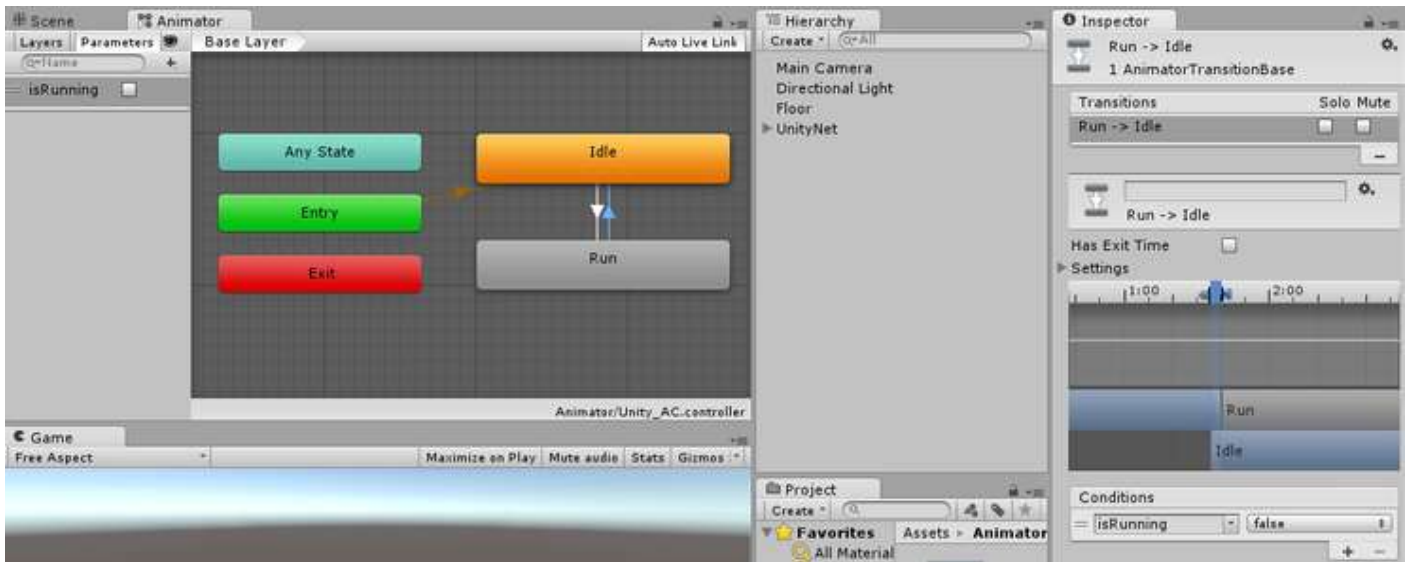 Scene
Animator
Layers
Parameters
Base Layer
Auto Live Link
Name
+
isRunning
Any State
Idle
Entry
Run
Exit
Animator/Unity_AC.controller
Game
Free Aspect
Maximize on Play
Mute audio
Stats
Gizmos
Hierarchy
Create
All
Main Camera
Directional Light
Floor
UnityNet
Project
Create
Favorites
Assets
Animator
All Material
Inspector
Run -> Idle
1 AnimatorTransitionBase
Transitions
Solo
Mute
Run -> Idle
Run -> Idle
Has Exit Time
Settings
1:00
2:00
Run
Idle
Conditions
isRunning
false